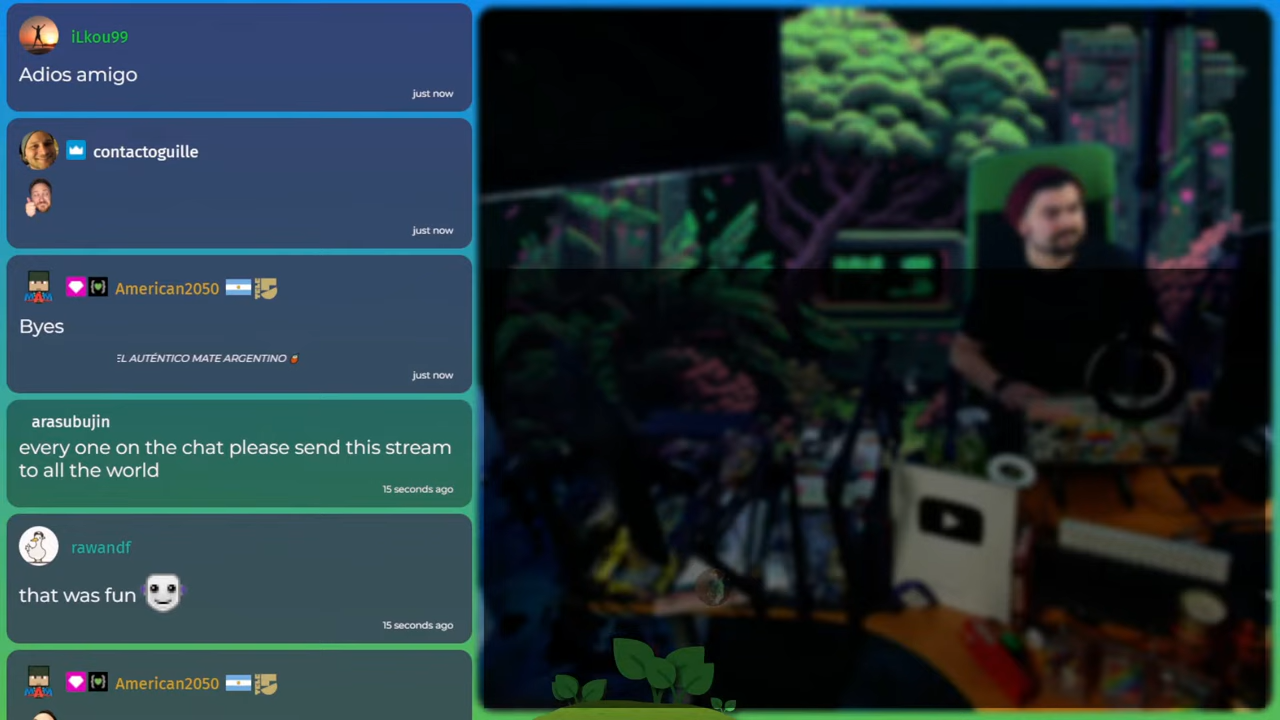 iLkou99
Adios amigo
just now
contactoguille
just now
American2050
Byes
EL AUTÉNTICO MATE ARGENTINO
just now
arasubujin
every one on the chat please send this stream
to all the world
15 seconds ago
rawandf
that was fun
15 seconds ago
American2050